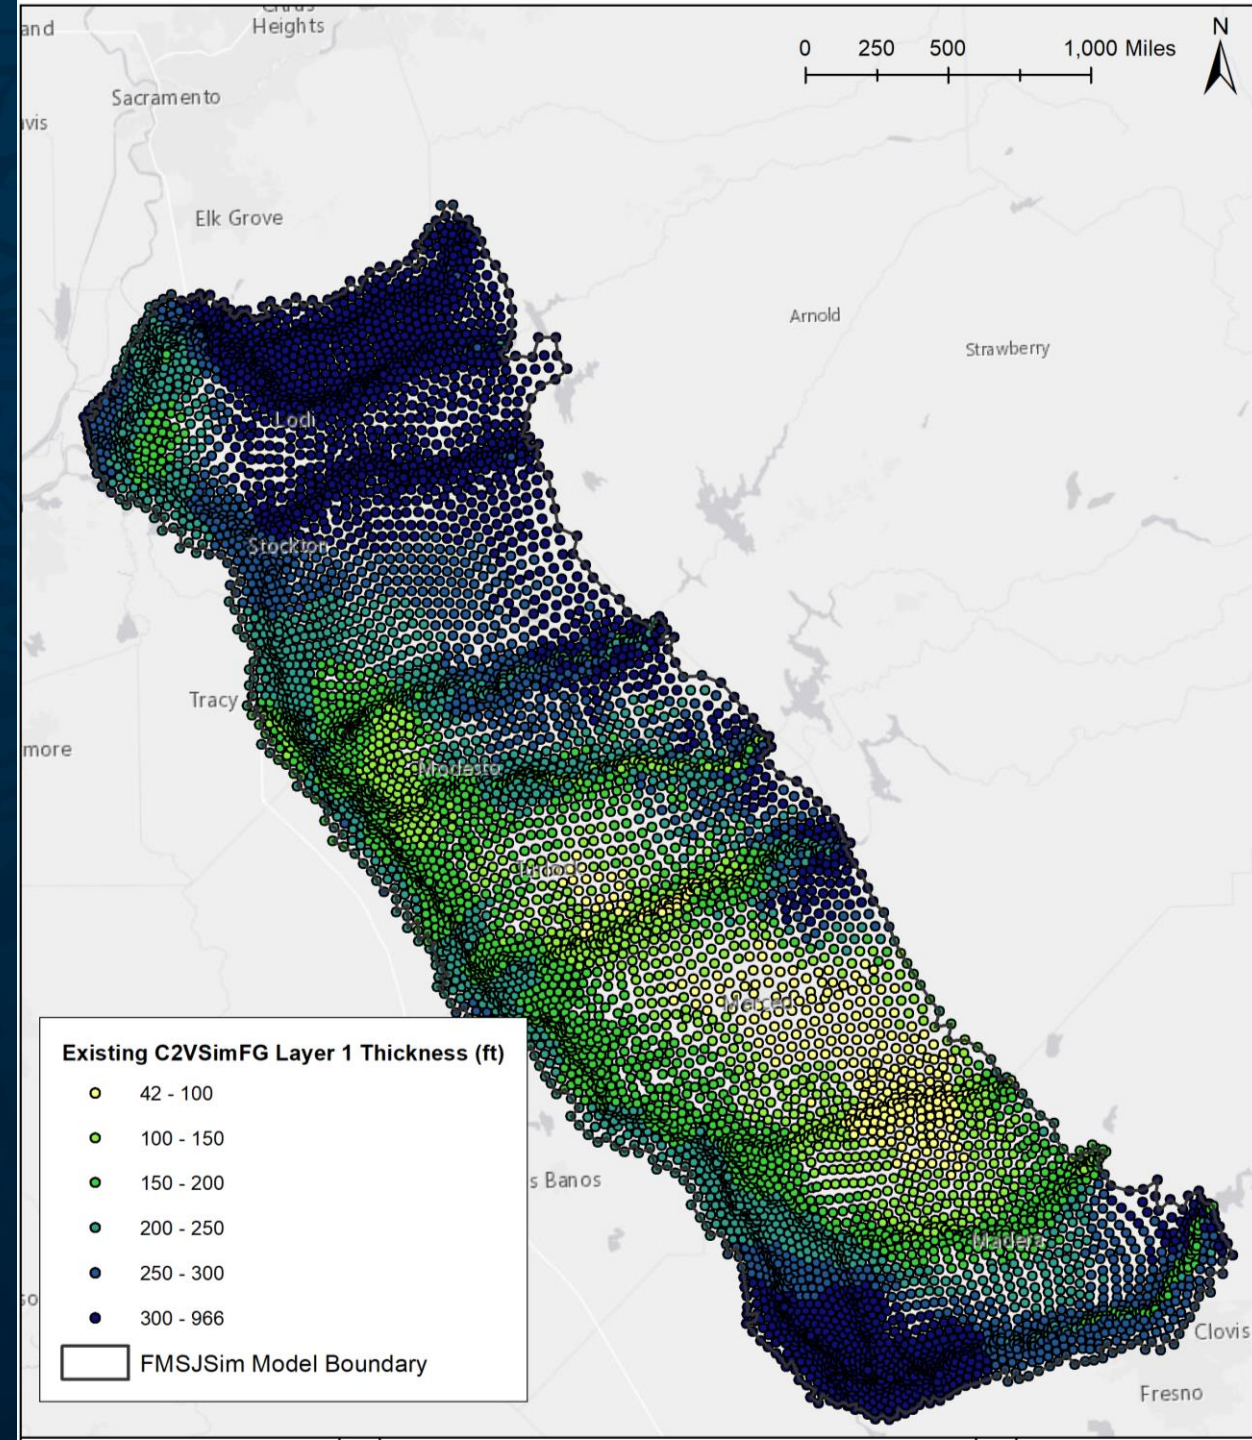 Heights
and
Sacramento
N
0 250 500 1,000 Miles
vis
Elk Grove
Arnold
Strawberry
Lodi
Stockton
Tracy
more
Modesto
Turlock
Merced
Existing C2VSimFG Layer 1 Thickness (ft)
42 - 100
100 - 150
150 - 200
200 - 250
250 - 300
300 - 966
FMSJSim Model Boundary
s Banos
Madera
so
Clovis
Fresno